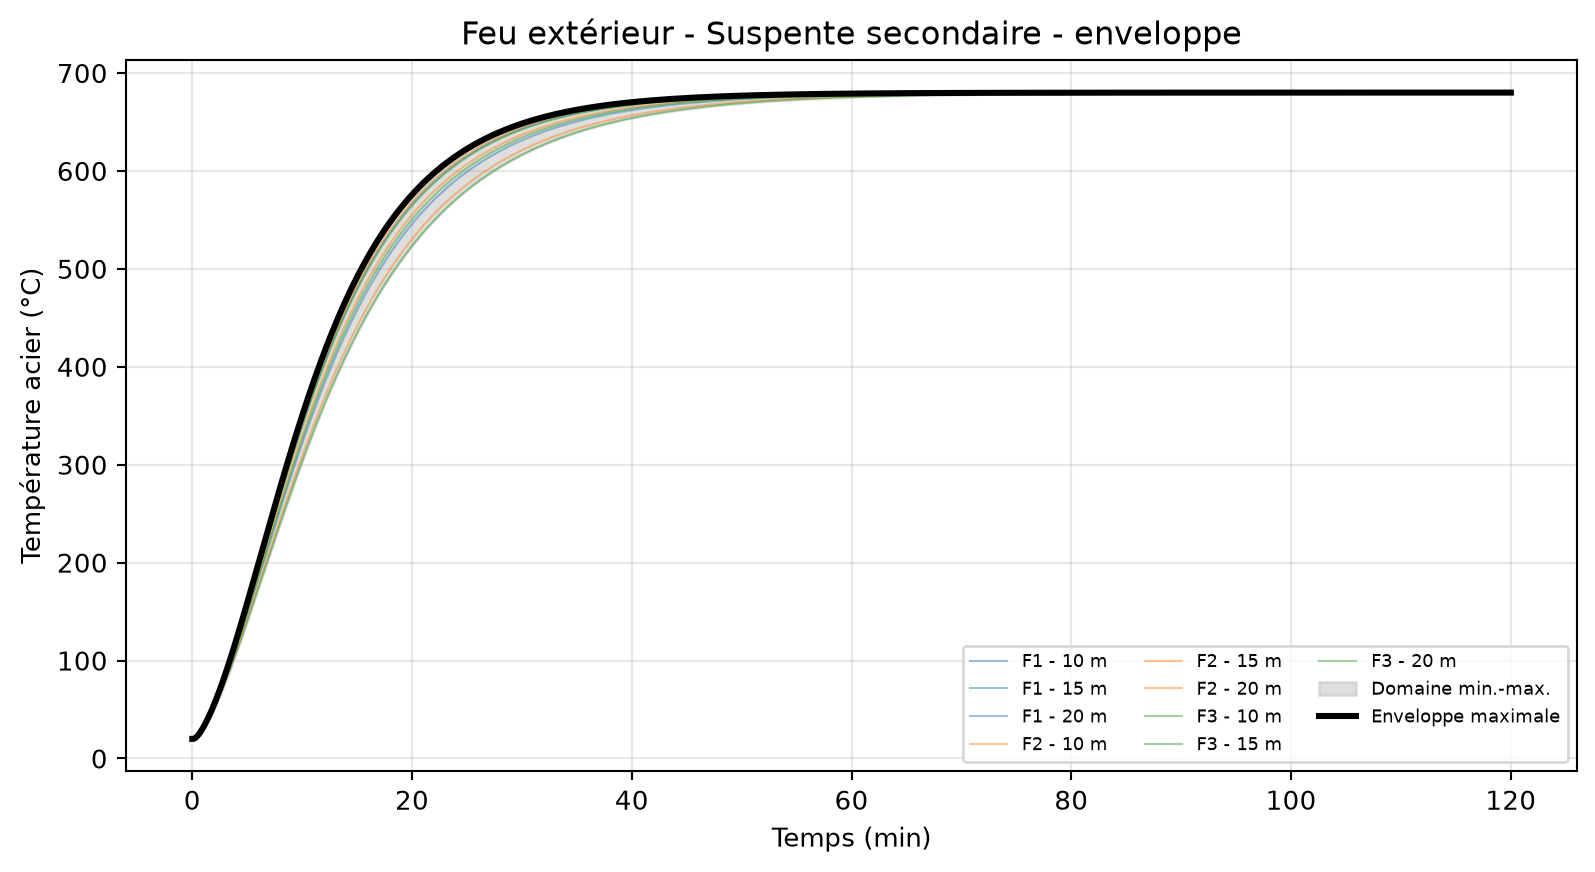 Feu extérieur - Suspente secondaire - enveloppe
Température acier (°C)
700
600
500
400
300
200
100
0
F1 - 10 m
F1 - 15 m
F1 - 20 m
F2 - 10 m
F2 - 15 m
F2 - 20 m
F3 - 10 m
F3 - 15 m
F3 - 20 m
Domaine min.-max.
Enveloppe maximale
0 20 40 60 80 100 120
Temps (min)